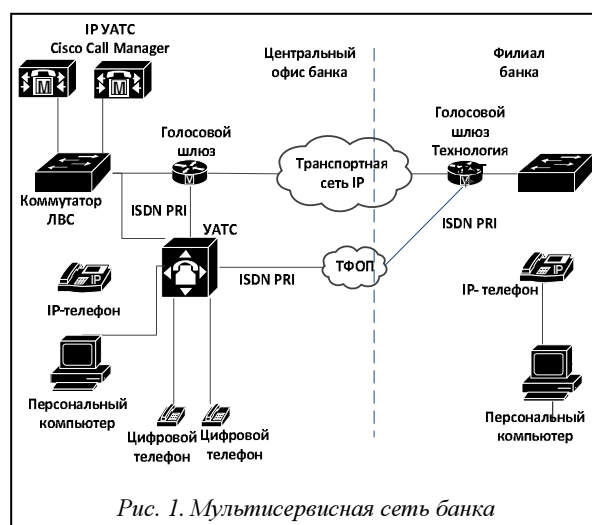 IP УАТС
Cisco Call Manager
Центральный
офис банка
Филиал
банка
M
M
Голосовой
шлюз
Голосовой
шлюз
Технология
M
M
Транспортная
сеть IP
Коммутатор
ЛВС
ISDN PRI
УАТС
ISDN PRI
ISDN PRI
ТФОП
IP
IP-телефон
IP
IP- телефон
Персональный
компьютер
Цифровой
телефон
Цифровой
телефон
Персональный
компьютер
Рис. 1. Мультисервисная сеть банка